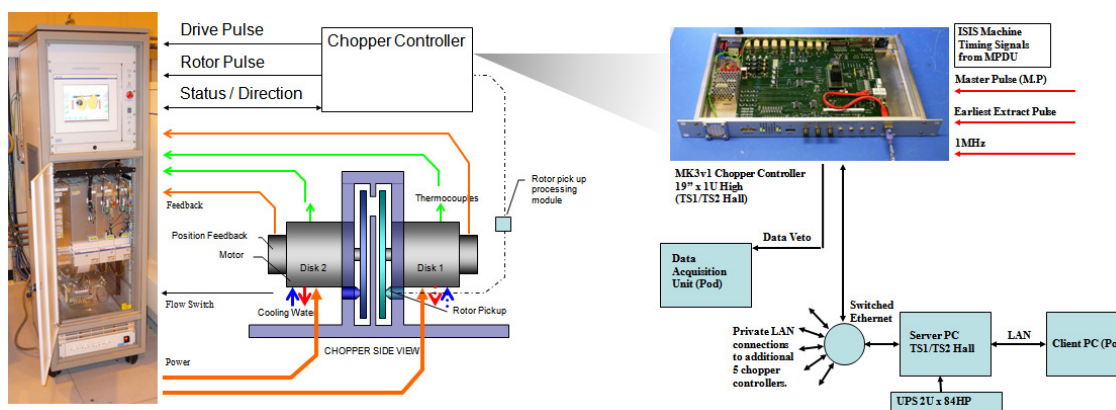 Drive Pulse
Rotor Pulse
Status / Direction
Chopper Controller
Feedback
Thermocouples
Rotor pick up
processing
module
Position Feedback
Motor
Disk 2
Disk 1
Flow Switch
Cooling Water
Rotor Pickup
CHOPPER SIDE VIEW
Power
ISIS Machine
Timing Signals
from MPDU
Master Pulse (M.P)
Earliest Extract Pulse
1MHz
MK3v1 Chopper Controller
19" x 1U High
(TS1/TS2 Hall)
Data Veto
Data
Acquisition
Unit (Pod)
Switched
Ethernet
Private LAN
connections
to additional
5 chopper
controllers.
Server PC
TS1/TS2 Hall
LAN
Client PC (Po
UPS 2U x 84HP